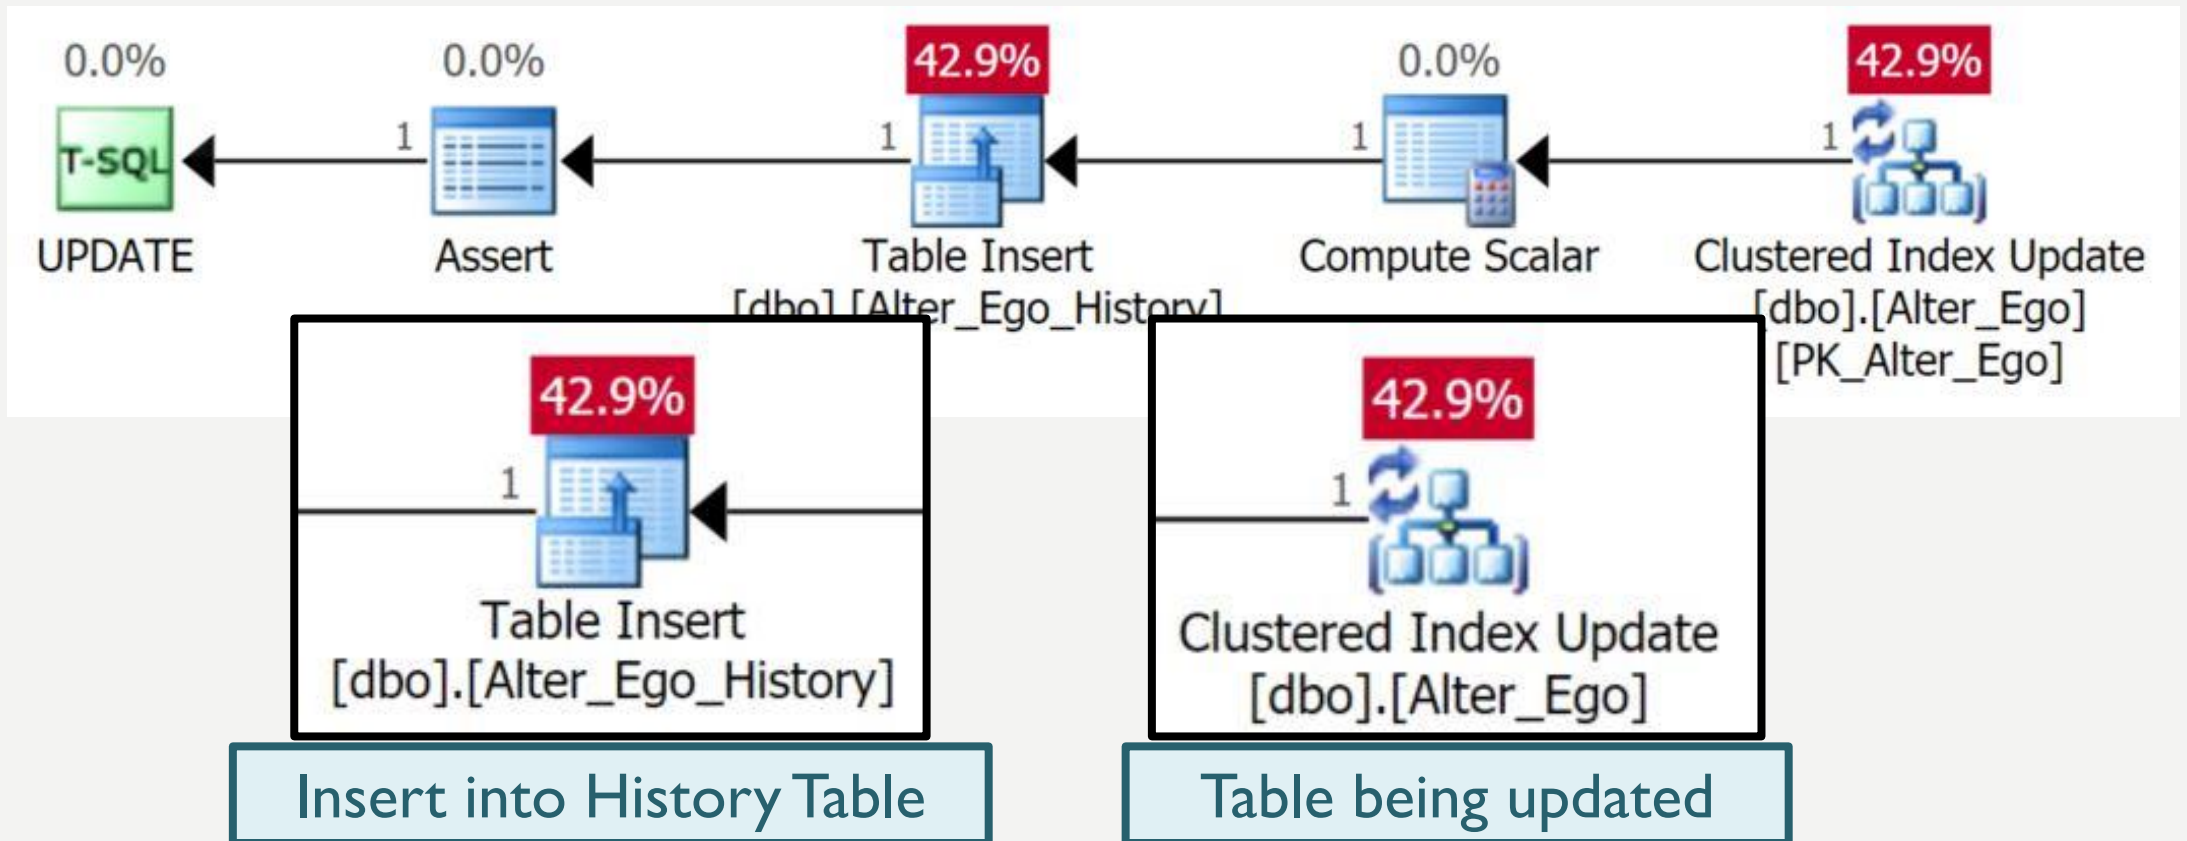 0.0%
0.0%
42.9%
0.0%
42.9%
1
1
1
1
T-SQL
UPDATE
Assert
Table Insert
[dbo].[Alter_Ego_History]
Compute Scalar
Clustered Index Update
[dbo].[Alter_Ego]
[PK_Alter_Ego]
42.9%
1
Table Insert
[dbo].[Alter_Ego_History]
42.9%
1
Clustered Index Update
[dbo].[Alter_Ego]
Insert into History Table
Table being updated